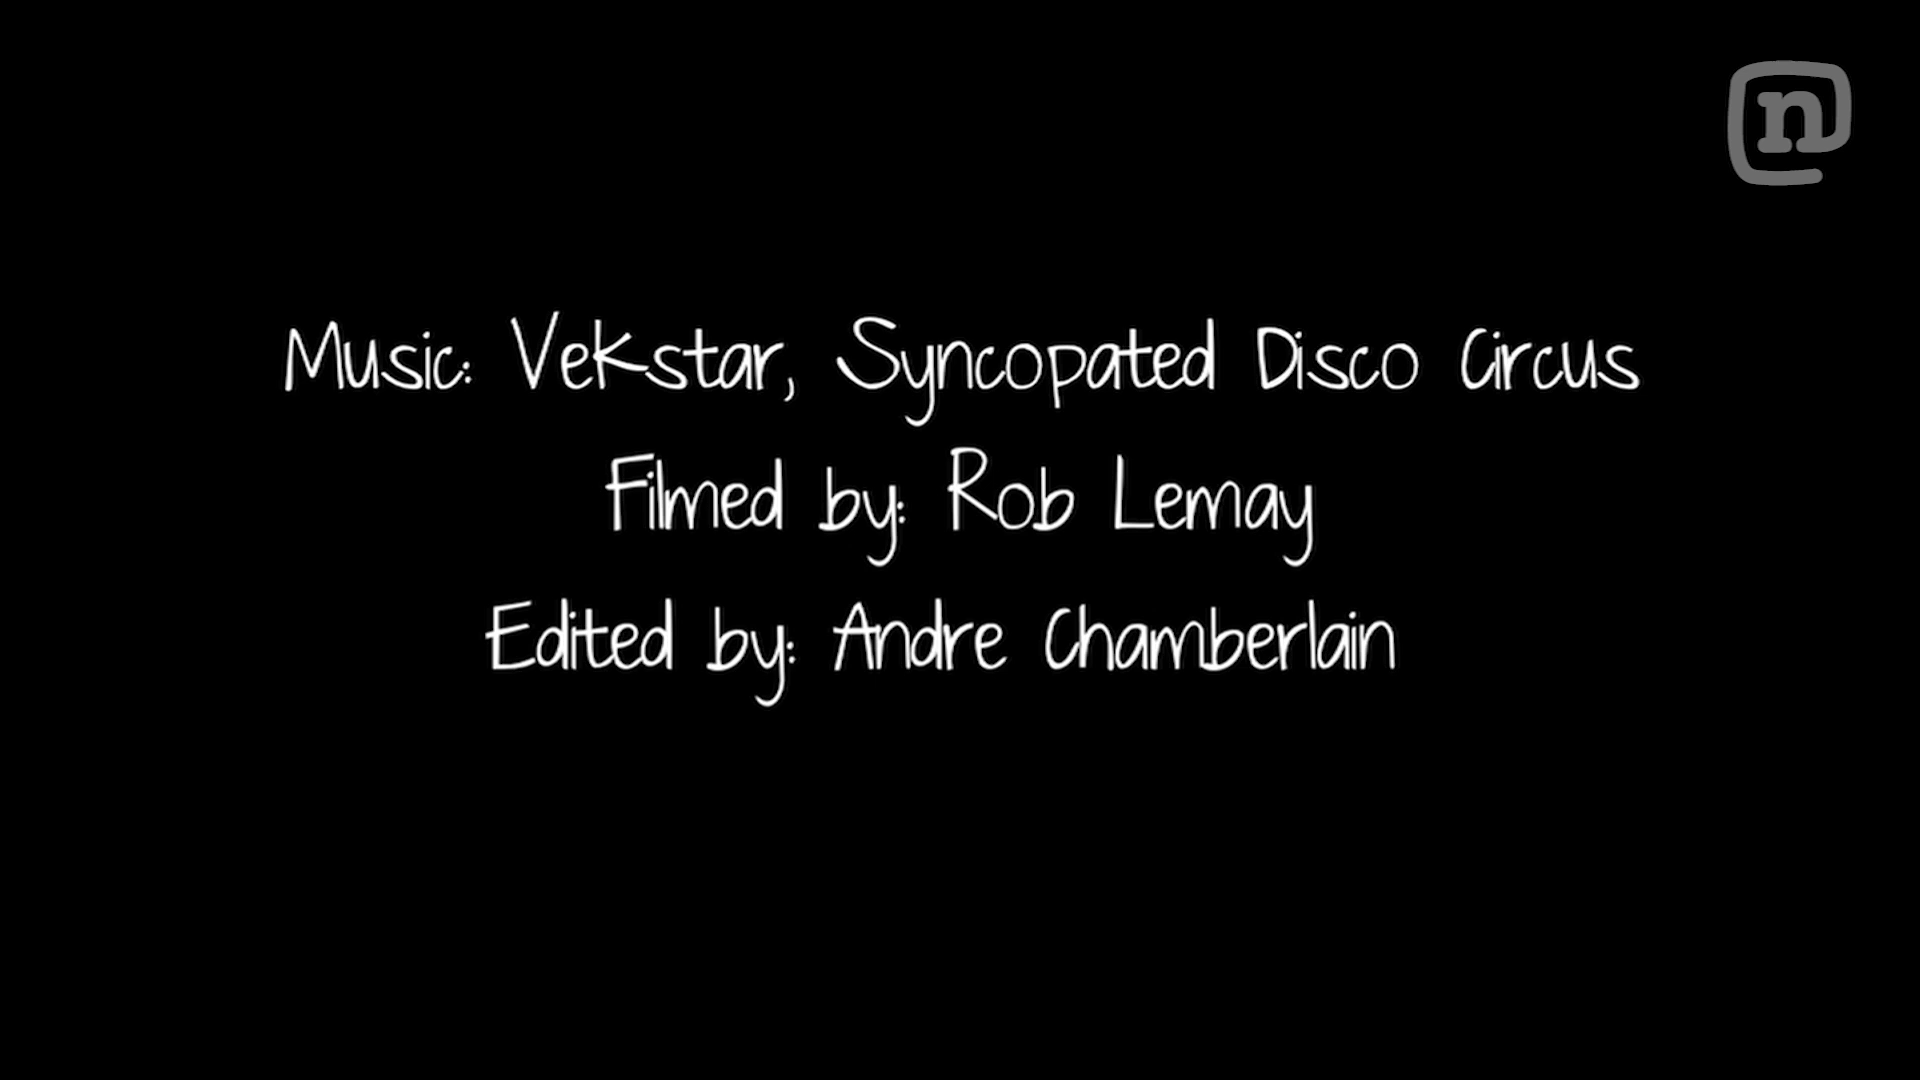 n
Music: Vekstar, Syncopated Disco Circus
Filmed by: Rob Lemay
Edited by: Andre Chamberlain